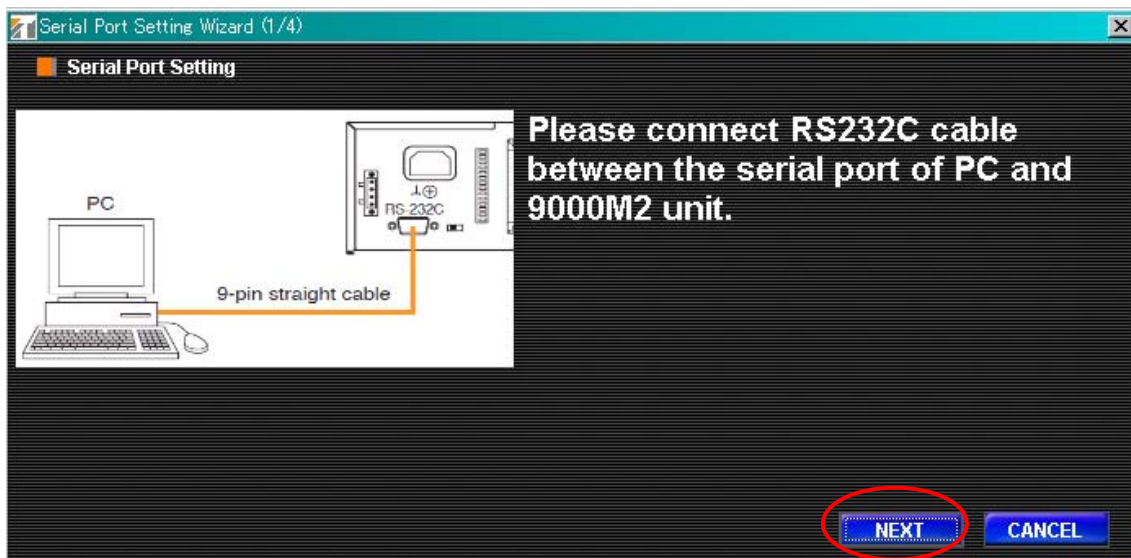 Serial Port Setting Wizard (1/4)
Serial Port Setting
Please connect RS232C cable
between the serial port of PC and
9000M2 unit.
PC
RS-232C
9-pin straight cable
NEXT
CANCEL